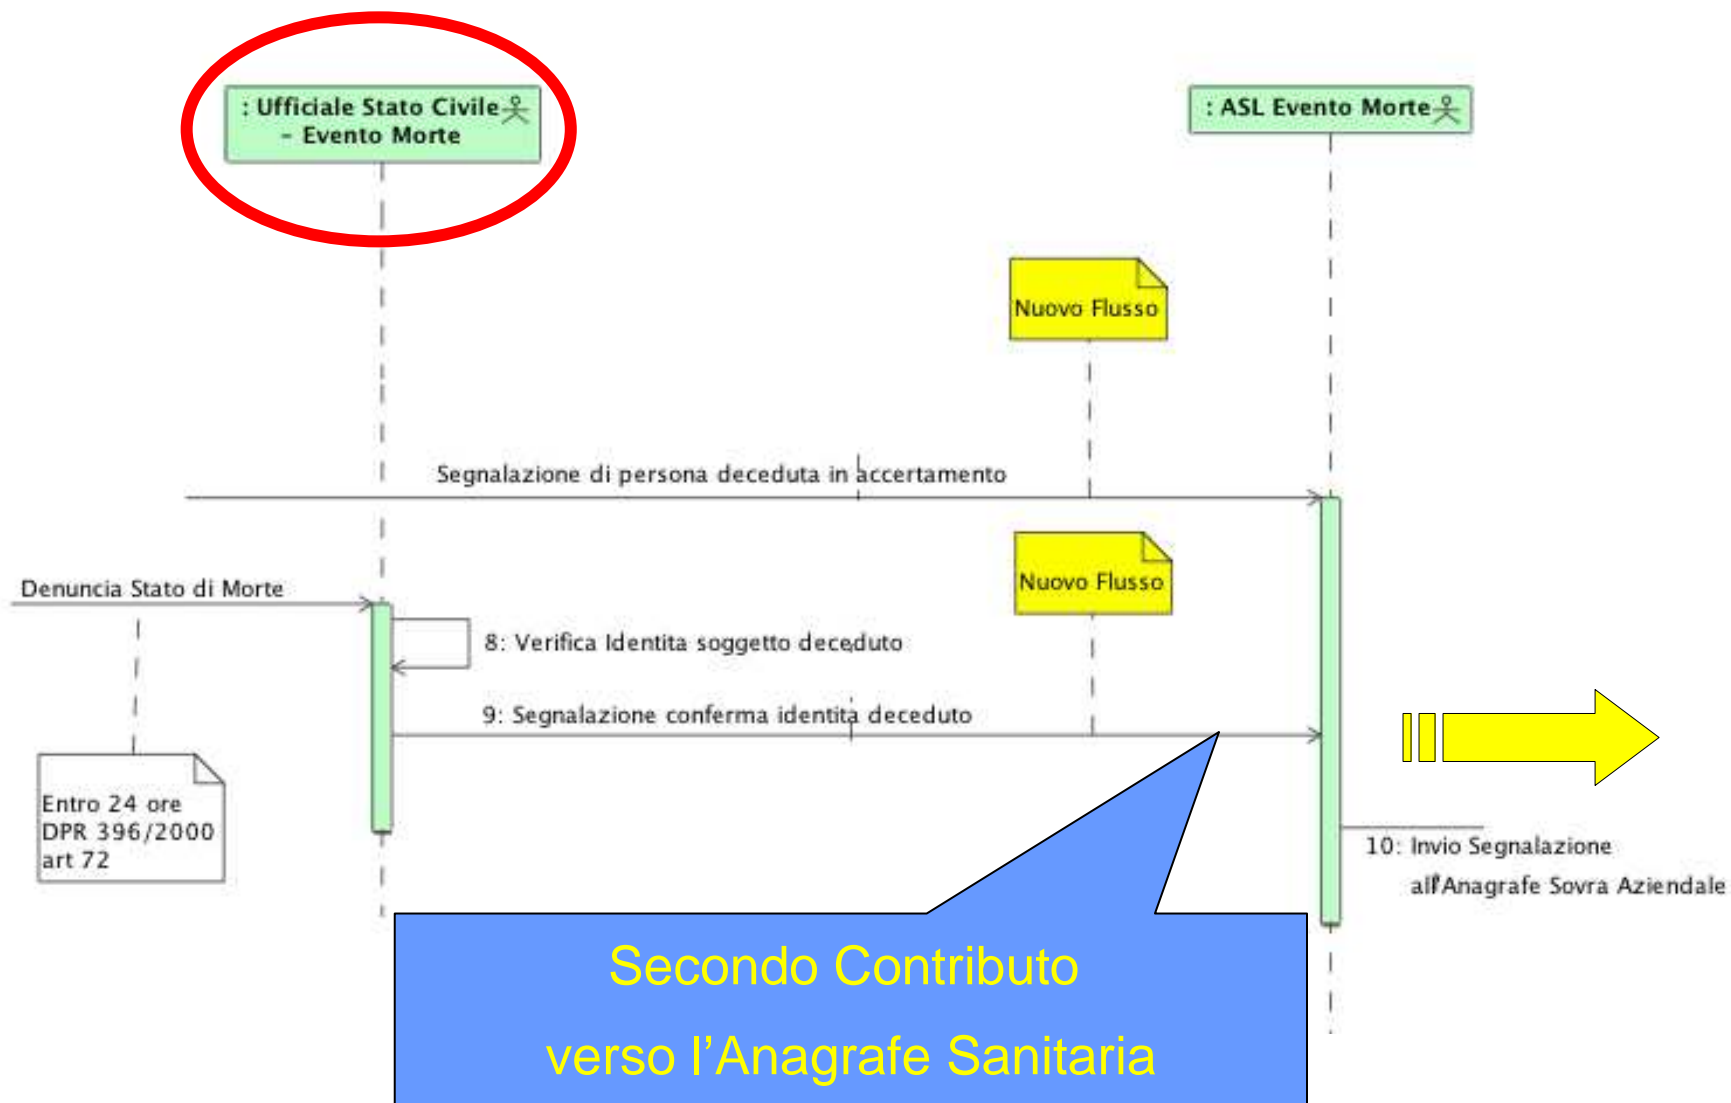 : Ufficiale Stato Civile
- Evento Morte
: ASL Evento Morte
Nuovo Flusso
Segnalazione di persona deceduta in accertamento
Nuovo Flusso
Denuncia Stato di Morte
8: Verifica Identita soggetto deceduto
9: Segnalazione conferma identità deceduto
Entro 24 ore
DPR 396/2000
art 72
10: Invio Segnalazione
all'Anagrafe Sovra Aziendale
Secondo Contributo
verso l’Anagrafe Sanitaria